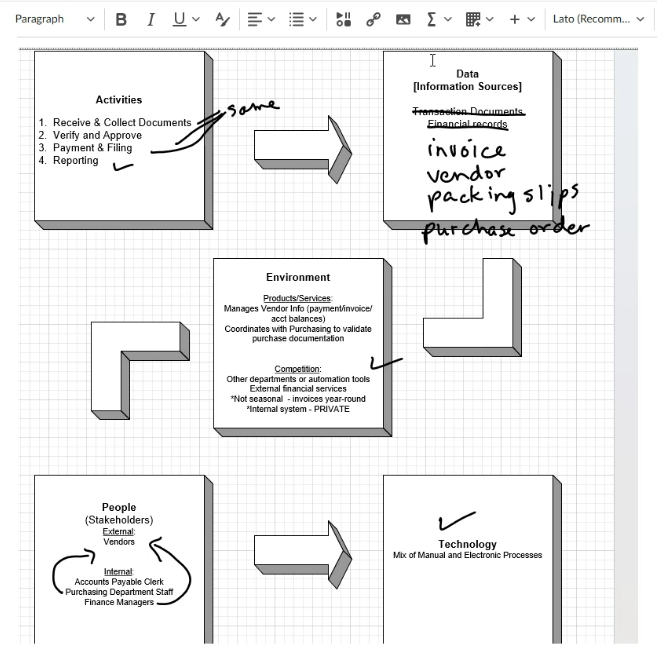 Paragraph
B I U
Lato (Recomm...
Activities
1. Receive & Collect Documents
2. Verify and Approve
3. Payment & Filing
4. Reporting
same
Data
[Information Sources]
Transaction Documents
Financial records
invoice
vendor
packing slips
purchase order
Environment
Products/Services:
Manages Vendor Info (payment/invoice/
acct balances)
Coordinates with Purchasing to validate
purchase documentation
Competition:
Other departments or automation tools
External financial services
*Not seasonal - invoices year-round
*Internal system - PRIVATE
People
(Stakeholders)
External:
Vendors
Internal:
Accounts Payable Clerk
Purchasing Department Staff
Finance Managers
Technology
Mix of Manual and Electronic Processes